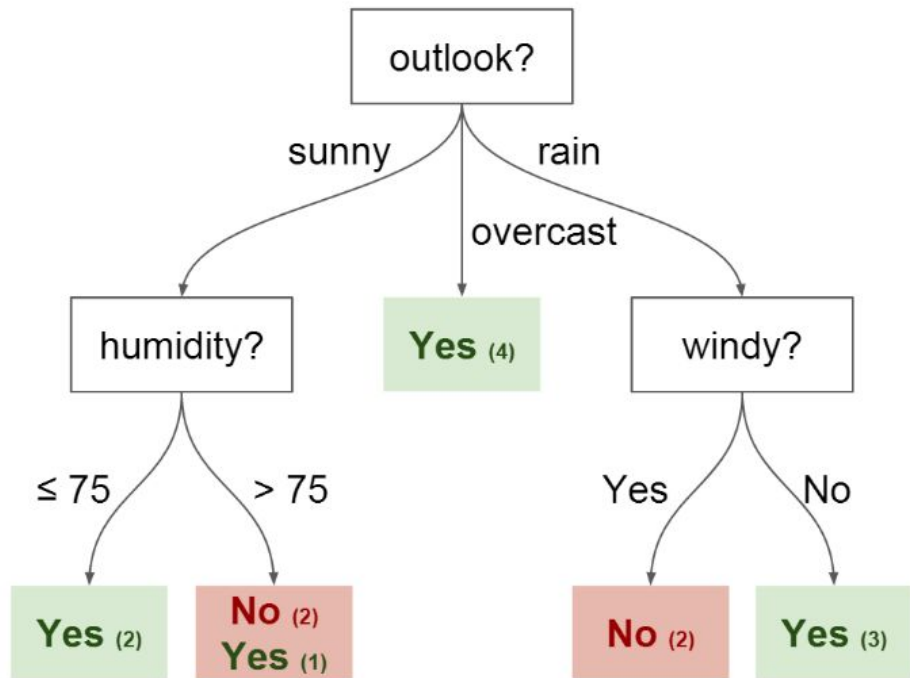 outlook?
sunny
rain
overcast
humidity?
Yes (4)
windy?
≤ 75
> 75
Yes
No
Yes (2)
No (2)
Yes (1)
No (2)
Yes (3)